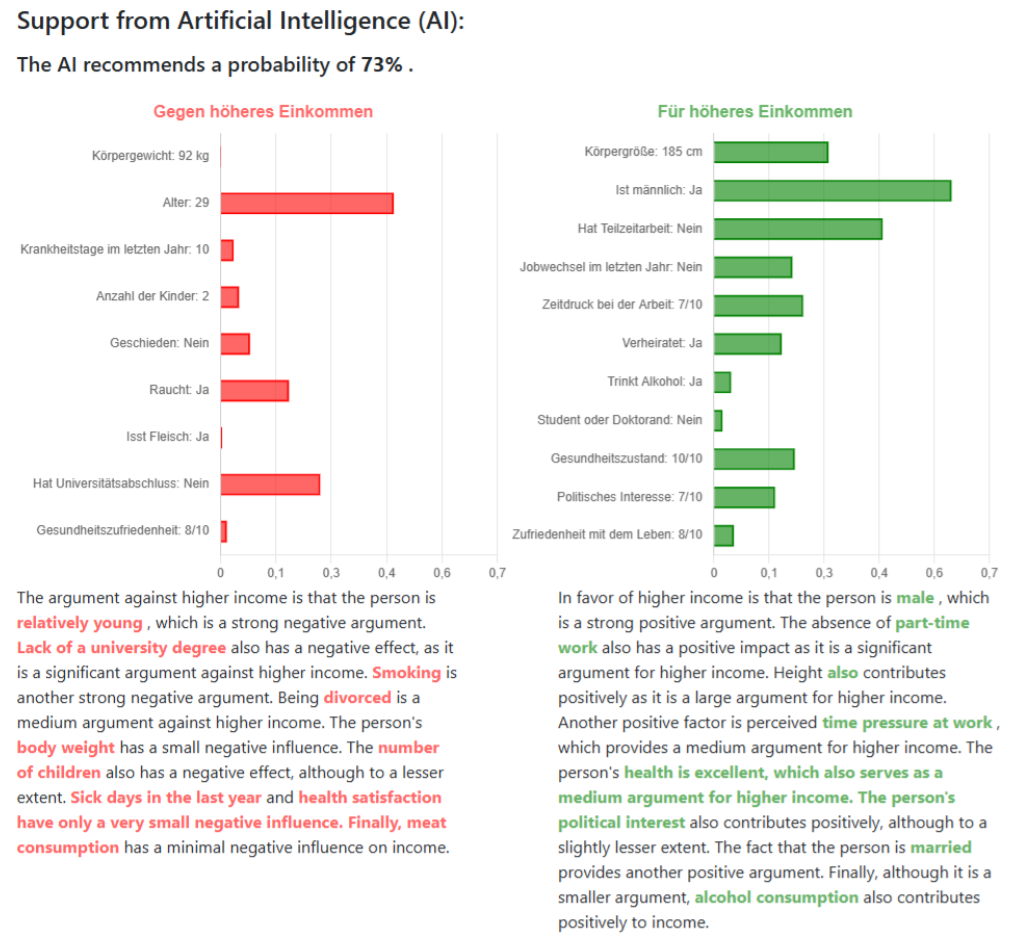 Support from Artificial Intelligence (AI):
The AI recommends a probability of 73% .
Gegen höheres Einkommen
Körpergewicht: 92 kg
Alter: 29
Krankheitstage im letzten Jahr: 10
Anzahl der Kinder: 2
Geschieden: Nein
Raucht: Ja
Isst Fleisch: Ja
Hat Universitätsabschluss: Nein
Gesundheitszufriedenheit: 8/10
0 0,1 0,3 0,4 0,6 0,7
Für höheres Einkommen
Körpergröße: 185 cm
Ist männlich: Ja
Hat Teilzeitarbeit: Nein
Jobwechsel im letzten Jahr: Nein
Zeitdruck bei der Arbeit: 7/10
Verheiratet: Ja
Trinkt Alkohol: Ja
Student oder Doktorand: Nein
Gesundheitszustand: 10/10
Politisches Interesse: 7/10
Zufriedenheit mit dem Leben: 8/10
0 0,1 0,3 0,4 0,6 0,7
The argument against higher income is that the person is
relatively young , which is a strong negative argument.
Lack of a university degree also has a negative effect, as it
is a significant argument against higher income. Smoking is
another strong negative argument. Being divorced is a
medium argument against higher income. The person's
body weight has a small negative influence. The number
of children also has a negative effect, although to a lesser
extent. Sick days in the last year and health satisfaction
have only a very small negative influence. Finally, meat
consumption has a minimal negative influence on income.
In favor of higher income is that the person is male , which
is a strong positive argument. The absence of part-time
work also has a positive impact as it is a significant
argument for higher income. Height also contributes
positively as it is a large argument for higher income.
Another positive factor is perceived time pressure at work ,
which provides a medium argument for higher income. The
person's health is excellent, which also serves as a
medium argument for higher income. The person's
political interest also contributes positively, although to a
slightly lesser extent. The fact that the person is married
provides another positive argument. Finally, although it is a
smaller argument, alcohol consumption also contributes
positively to income.